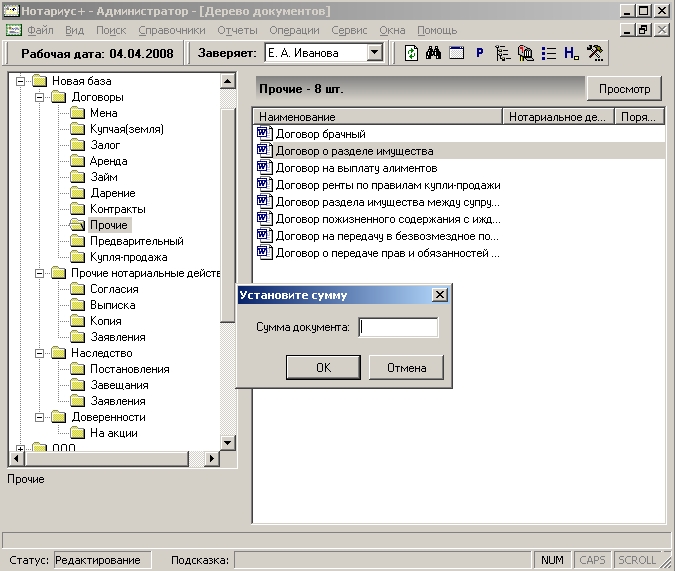 Нотариус+ - Администратор - [Дерево документов]
Файл Вид Поиск Справочники Отчеты Операции Сервис Окна Помощь
Рабочая дата: 04.04.2008 Заверяет: Е. А. Иванова P H.
Новая база
Договоры
Мена
Купчая(земля)
Залог
Аренда
Займ
Дарение
Контракты
Прочие
Предварительный
Купля-продажа
Прочие нотариальные дейст
Согласия
Выписка
Копия
Заявления
Наследство
Постановления
Завещания
Заявления
Доверенности
На акции
ООО
Прочие
Прочие - 8 шт. Просмотр
Наименование Нотариальное де... Поря...
Договор брачный
Договор о разделе имущества
Договор на выплату алиментов
Договор ренты по правилам купли-продажи
Договор раздела имущества между супру...
Договор пожизненного содержания с ижд...
Договор на передачу в безвозмездное по...
Договор о передаче прав и обязанностей ...
Установите сумму
Сумма документа:
OK Отмена
Статус: Редактирование Подсказка: NUM CAPS SCROLL